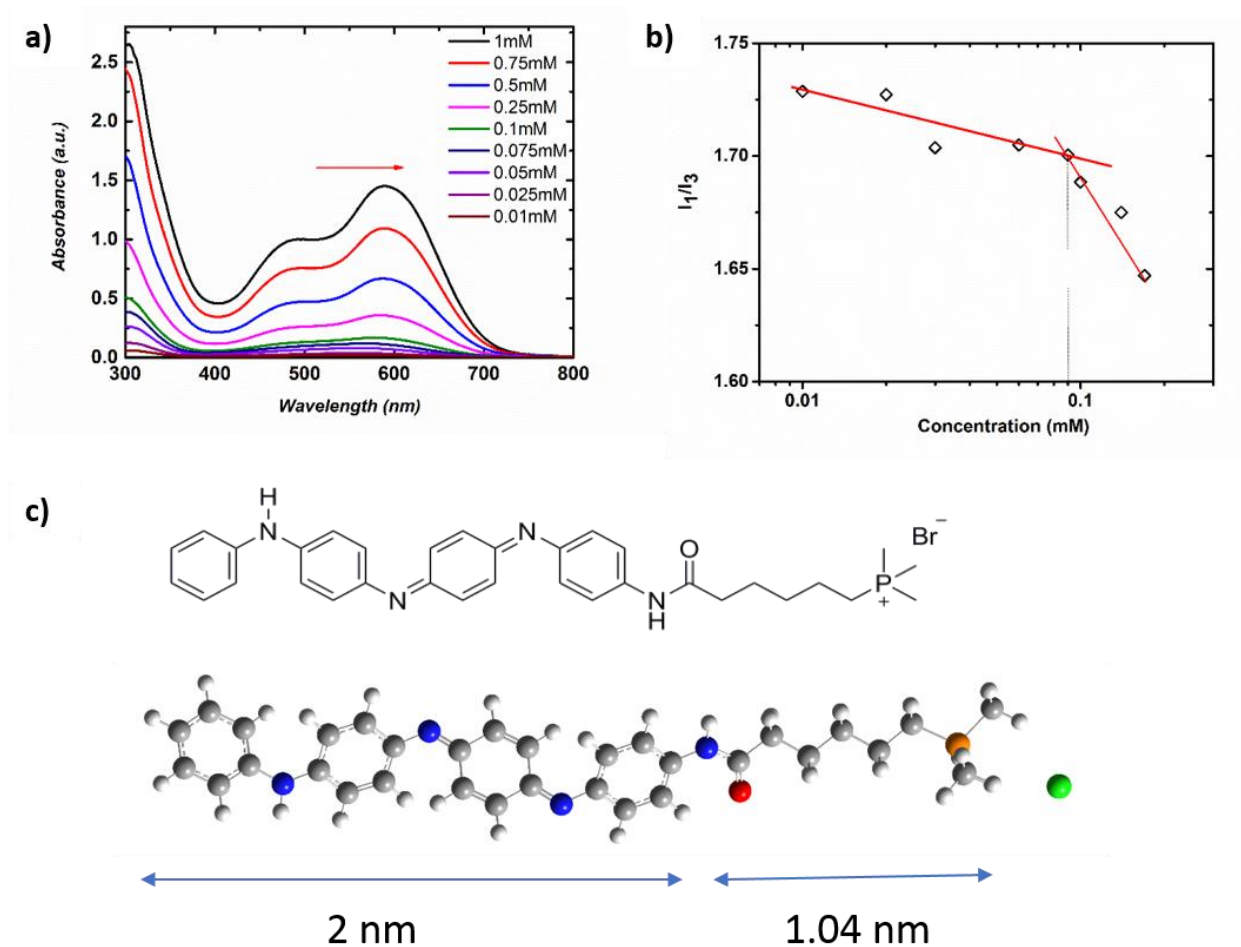 a)
Absorbance (a.u.)
2.5
2.0
1.5
1.0
0.5
0.0
300 400 500 600 700 800
Wavelength (nm)
1mM
0.75mM
0.5mM
0.25mM
0.1mM
0.075mM
0.05mM
0.025mM
0.01mM
b)
I₁/I₃
1.75
1.70
1.65
1.60
0.01 0.1
Concentration (mM)
c)
H
N
N
N
N
H
O
P
+
Br⁻
2 nm 1.04 nm